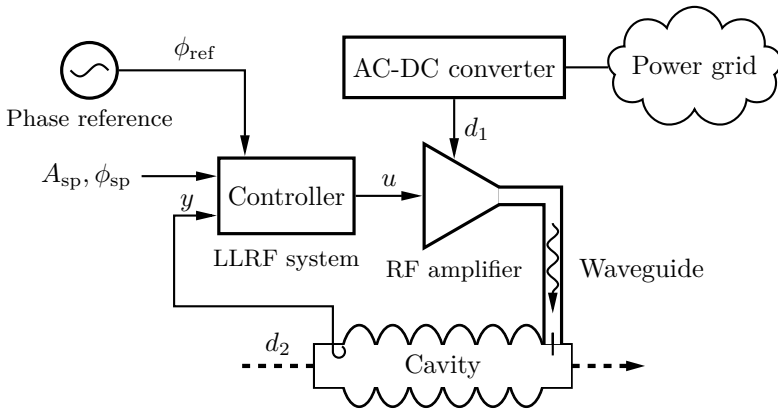 ϕ_ref
AC-DC converter
Power grid
Phase reference
d_1
A_sp, ϕ_sp
y
Controller
u
LLRF system
RF amplifier
Waveguide
d_2
Cavity